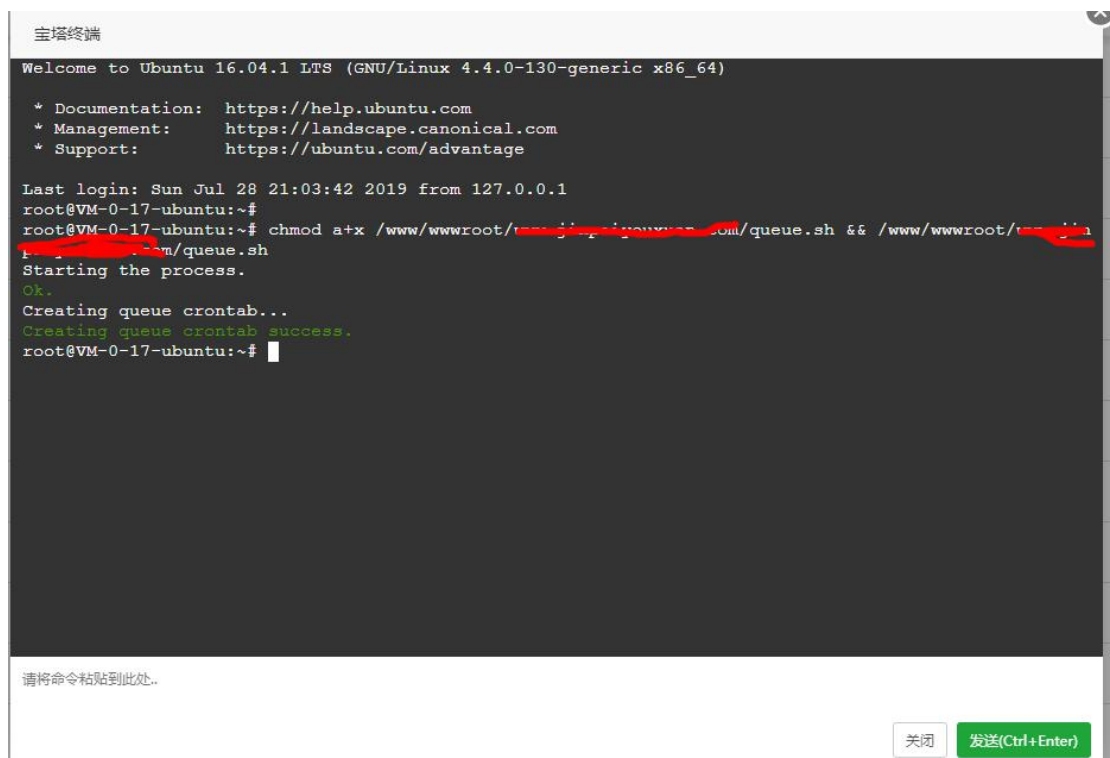 宝塔终端
Welcome to Ubuntu 16.04.1 LTS (GNU/Linux 4.4.0-130-generic x86_64)
* Documentation: https://help.ubuntu.com
* Management: https://landscape.canonical.com
* Support: https://ubuntu.com/advantage
Last login: Sun Jul 28 21:03:42 2019 from 127.0.0.1
root@VM-0-17-ubuntu:~#
root@VM-0-17-ubuntu:~# chmod a+x /www/wwwroot/ /queue.sh && /www/wwwroot/
/queue.sh
Starting the process.
Ok.
Creating queue crontab...
Creating queue crontab success.
root@VM-0-17-ubuntu:~#
请将命令粘贴到此处..
关闭 发送(Ctrl+Enter)